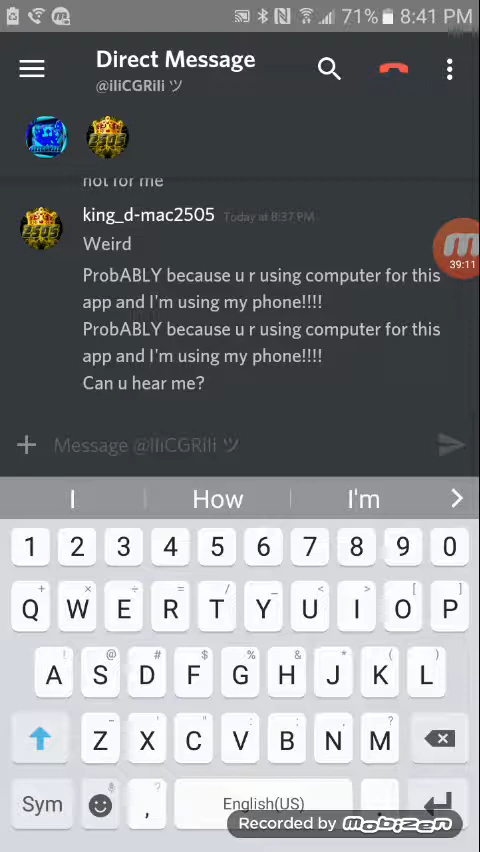 71% 8:41 PM
Direct Message
@iliCGRili ツ
2505
not for me
2505
king_d-mac2505 Today at 8:37 PM
Weird
ProbABLY because u r using computer for this
app and I'm using my phone!!!!
ProbABLY because u r using computer for this
app and I'm using my phone!!!!
Can u hear me?
39:11
Message @iliCGRili ツ
I How I'm
1 2 3 4 5 6 7 8 9 0
+ × ÷ = / _ < > [ ]
Q W E R T Y U I O P
! @ # $ % & * ( )
A S D F G H J K L
- ' " : ; , ?
Z X C V B N M
Sym , English(US) .
Recorded by mobizen